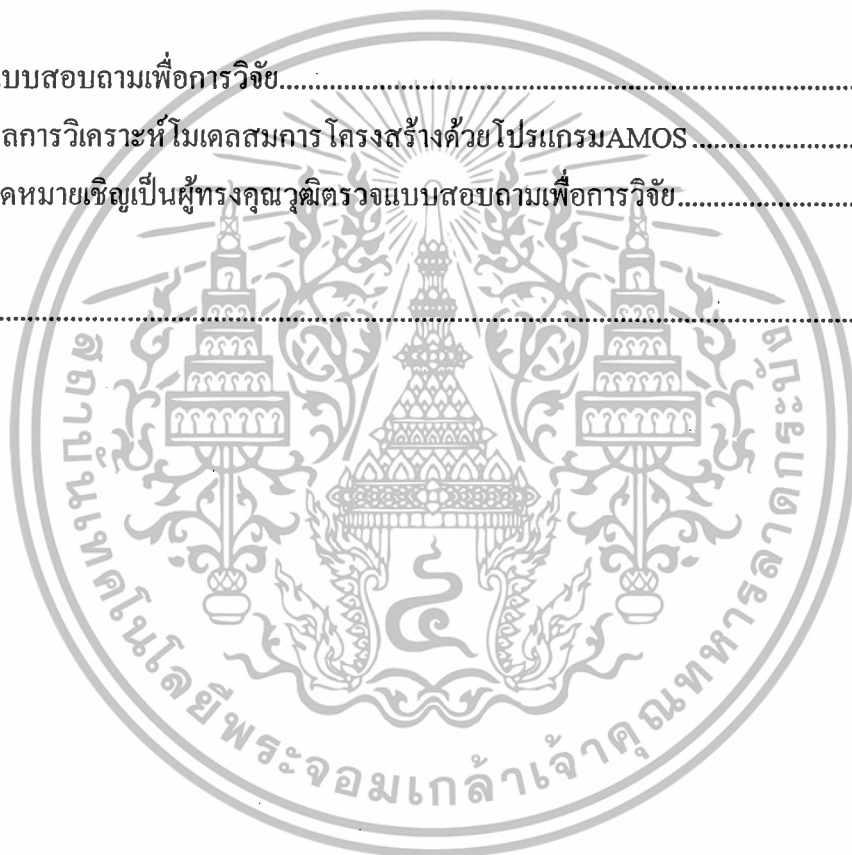 บบสอบถามเพื่อการวิจัย................................................................
ลการวิเคราะห์โมเดลสมการโครงสร้างด้วยโปรแกรมAMOS................................
ดหมายเชิญเป็นผู้ทรงคุณวุฒิตรวจแบบสอบถามเพื่อการวิจัย................................
................................................................................................
สถาบันเทคโนโลยีพระจอมเกล้าเจ้าคุณทหารลาดกระบัง
๔